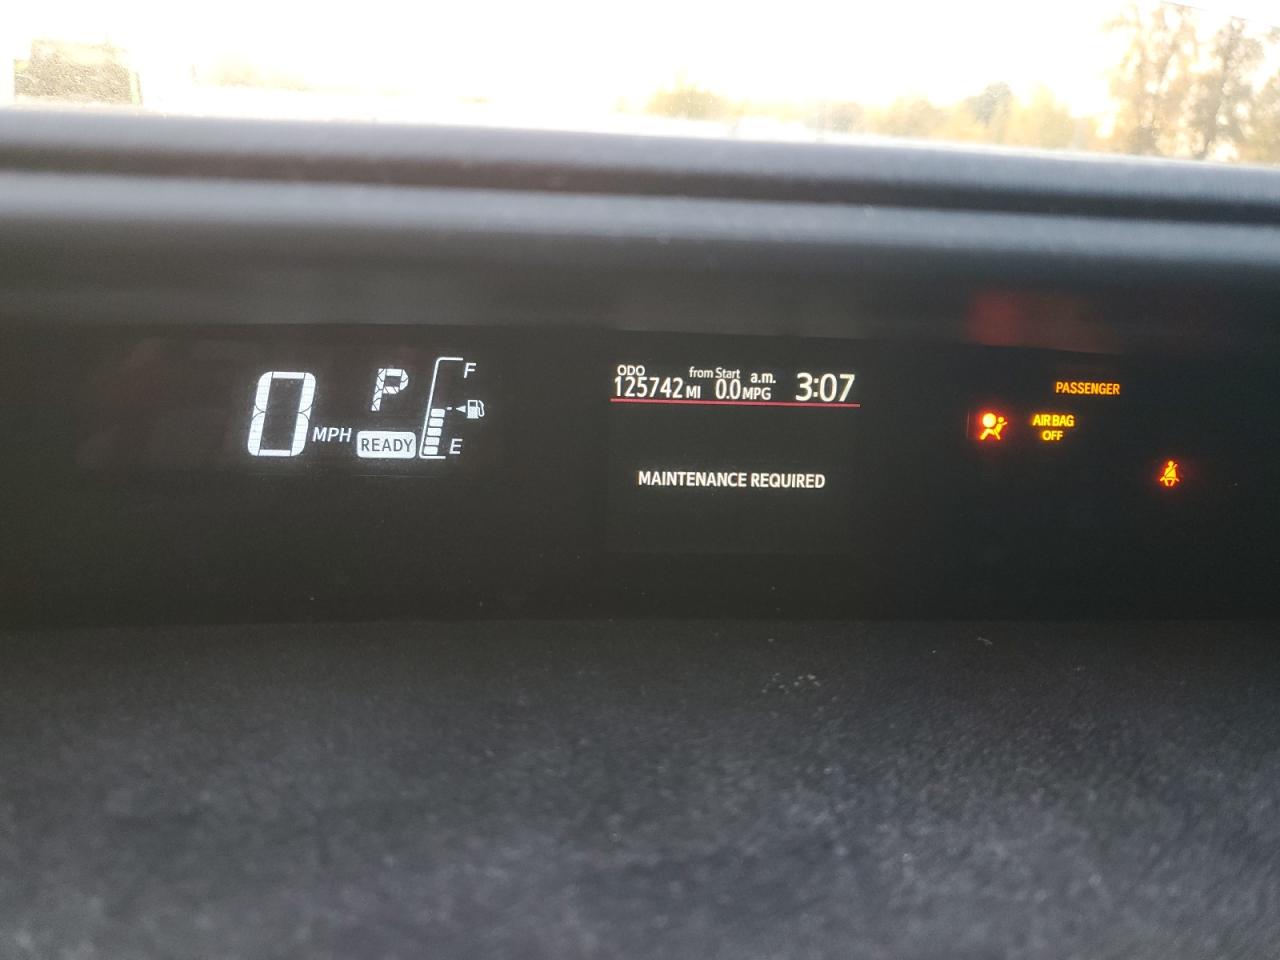 0 MPH
P
READY
F
E
ODO from Start a.m.
125742 MI 0.0 MPG 3:07
MAINTENANCE REQUIRED
PASSENGER
AIR BAG
OFF